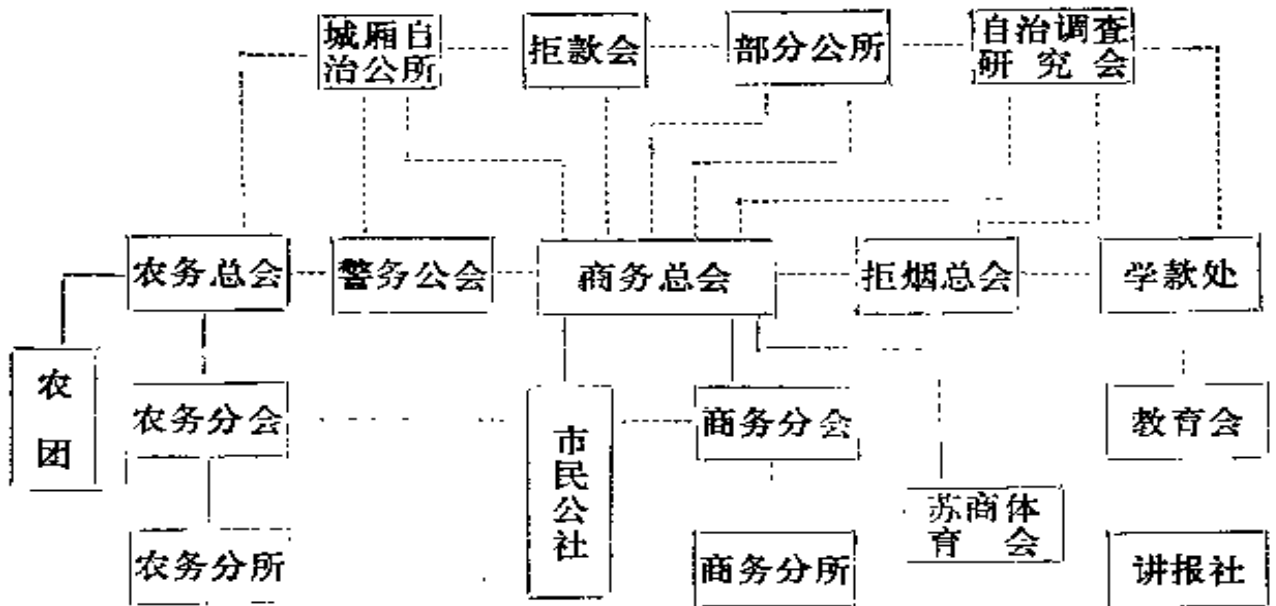 城厢自
治公所
拒款会
部分公所
自治调查
研究会
农务总会
警务公会
商务总会
拒烟总会
学款处
农
团
农务分会
市
民
公
社
商务分会
教育会
苏商体
育会
农务分所
商务分所
讲报社